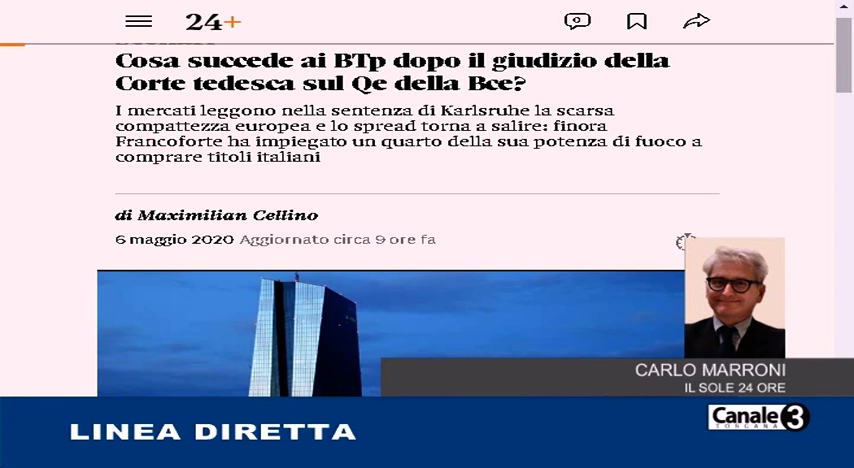 24+
Cosa succede ai BTp dopo il giudizio della
Corte tedesca sul Qe della Bce?
I mercati leggono nella sentenza di Karlsruhe la scarsa
compattezza europea e lo spread torna a salire: finora
Francoforte ha impiegato un quarto della sua potenza di fuoco a
comprare titoli italiani
di Maximilian Cellino
6 maggio 2020 Aggiornato circa 9 ore fa
CARLO MARRONI
IL SOLE 24 ORE
LINEA DIRETTA
Canale 3
TOSCANA